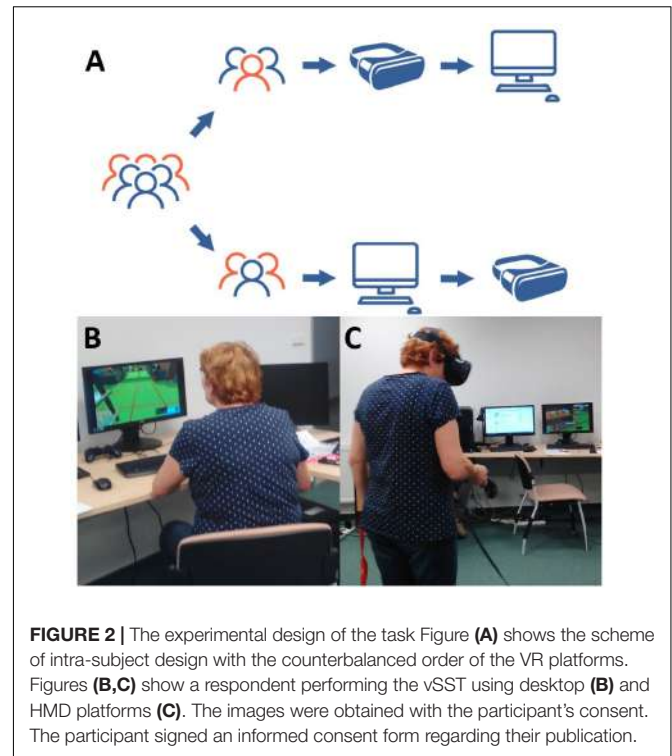 A
B
C
FIGURE 2 | The experimental design of the task Figure (A) shows the scheme
of intra-subject design with the counterbalanced order of the VR platforms.
Figures (B,C) show a respondent performing the vSST using desktop (B) and
HMD platforms (C). The images were obtained with the participant's consent.
The participant signed an informed consent form regarding their publication.